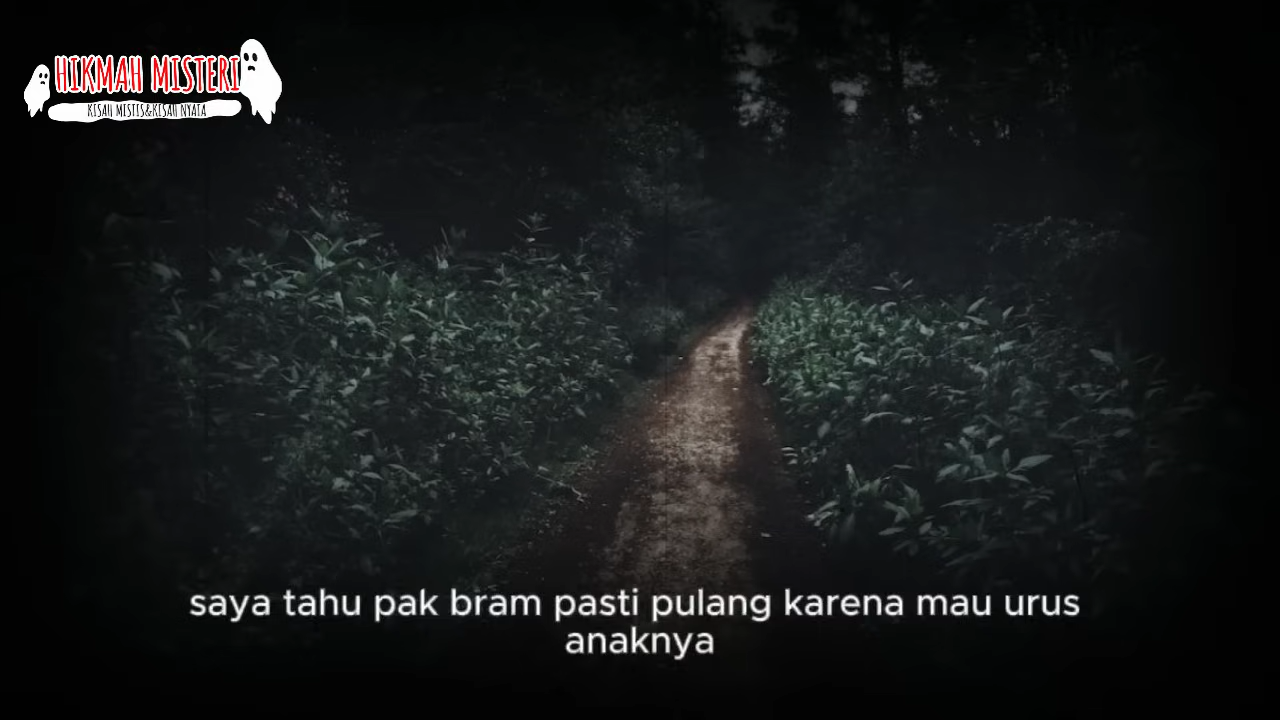 HIKMAH MISTERI
KISAH MISTIS&KISAH NYATA
saya tahu pak bram pasti pulang karena mau urus
anaknya